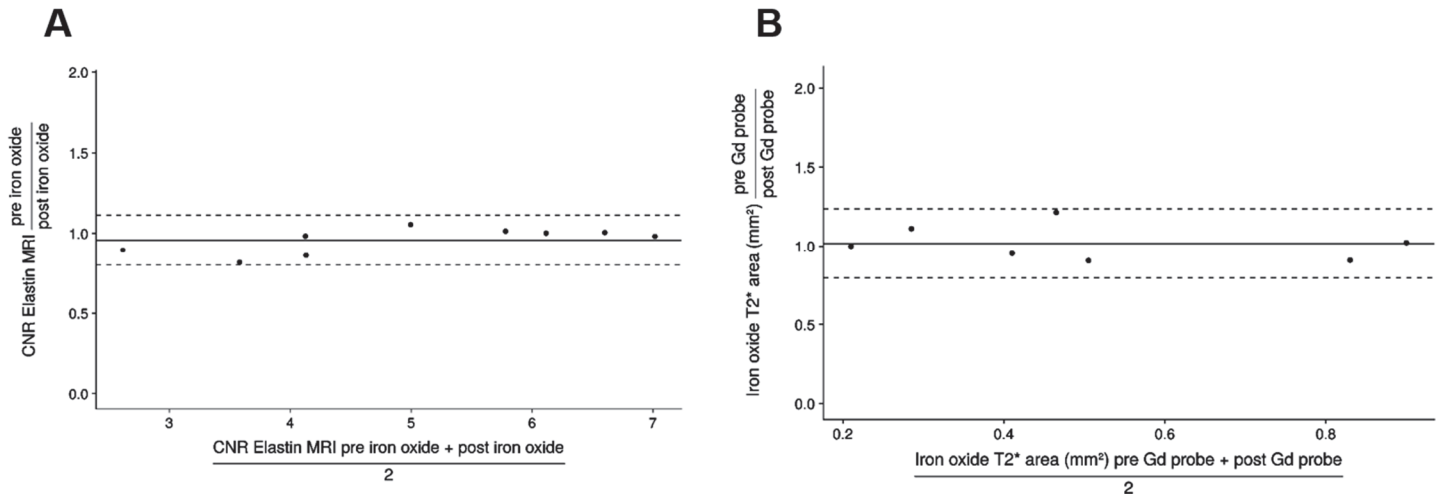 A
CNR Elastin MRI pre iron oxide
post iron oxide
2.0
1.5
1.0
0.5
0.0
3 4 5 6 7
CNR Elastin MRI pre iron oxide + post iron oxide
2
B
Iron oxide T2* area (mm²) pre Gd probe
post Gd probe
2.0
1.5
1.0
0.5
0.0
0.2 0.4 0.6 0.8
Iron oxide T2* area (mm²) pre Gd probe + post Gd probe
2